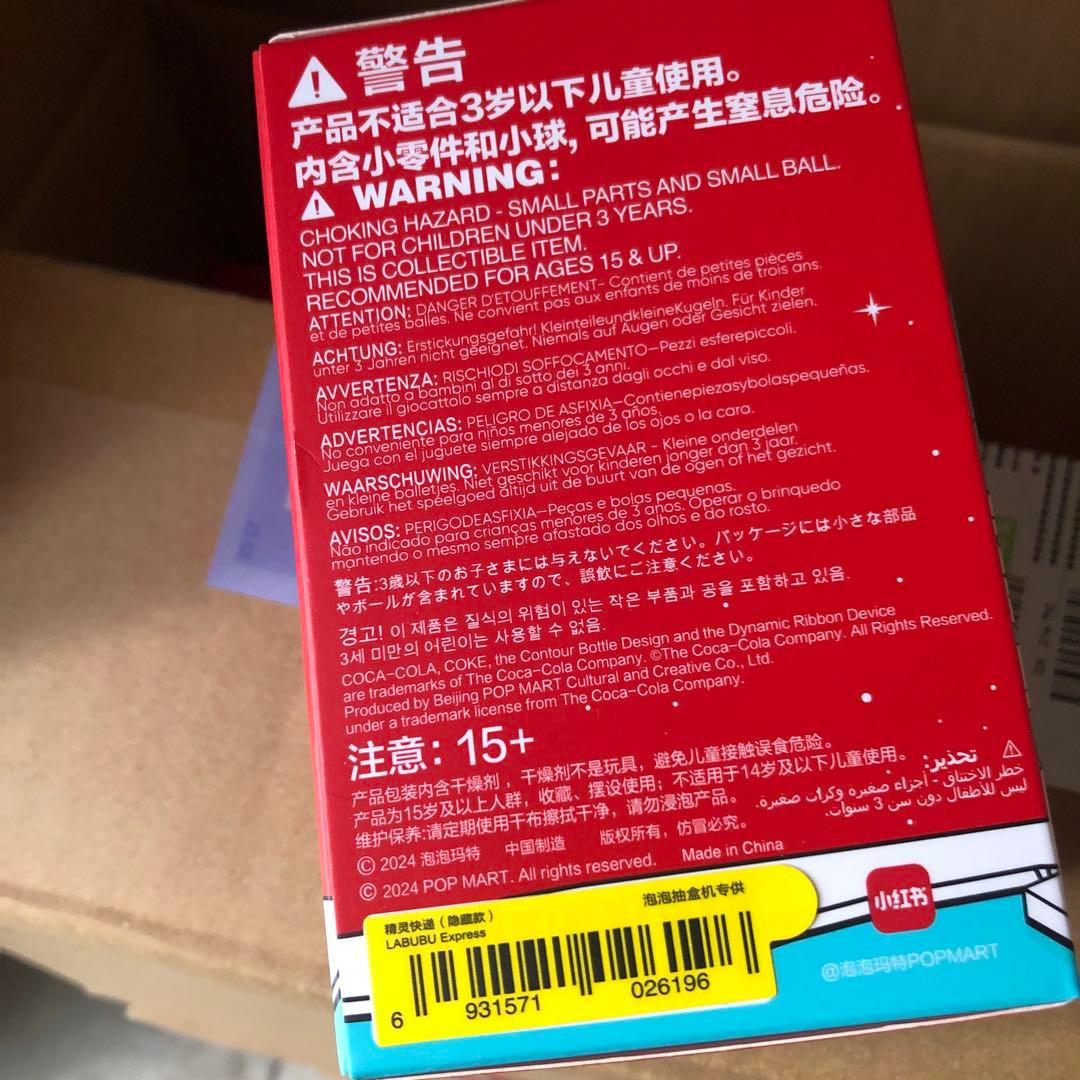 警告
产品不适合3岁以下儿童使用。
内含小零件和小球, 可能产生窒息危险。
WARNING:
CHOKING HAZARD - SMALL PARTS AND SMALL BALL.
NOT FOR CHILDREN UNDER 3 YEARS.
THIS IS COLLECTIBLE ITEM.
RECOMMENDED FOR AGES 15 & UP.
ATTENTION: DANGER D'ETOUFFEMENT- Contient de petites pièces
et de petites balles. Ne convient pas aux enfants de moins de trois ans.
ACHTUNG: Erstickungsgefahr! KleinteileundkleineKugeln. Für Kinder
unter 3 Jahren nicht geeignet. Niemals auf Augen oder Gesicht zielen.
AVVERTENZA: RISCHIODI SOFFOCAMENTO—Pezzi esferepiccoli.
Non adatto a bambini al di sotto dei 3 anni.
Utilizzare il giocattolo sempre a distanza dagli occhi e dal viso.
ADVERTENCIAS: PELIGRO DE ASFIXIA—Contienepiezasybolaspequeñas.
No conveniente para niños menores de 3 años.
Juega con el juguete siempre alejado de los ojos o la cara.
WAARSCHUWING: VERSTIKKINGSGEVAAR - Kleine onderdelen
en kleine balletjes. Niet geschikt voor kinderen jonger dan 3 jaar.
Gebruik het speelgoed altijd uit de buurt van de ogen of het gezicht.
AVISOS: PERIGODEASFIXIA—Peças e bolas pequenas.
Não indicado para crianças menores de 3 anos. Operar o brinquedo
mantendo o mesmo sempre afastado dos olhos e do rosto.
警告:3歳以下のお子さまには与えないでください。パッケージには小さな部品
やボールが含まれていますので、誤飲にご注意ください。
경고! 이 제품은 질식의 위험이 있는 작은 부품과 공을 포함하고 있음.
3세 미만의 어린이는 사용할 수 없음.
COCA-COLA, COKE, the Contour Bottle Design and the Dynamic Ribbon Device
are trademarks of The Coca-Cola Company. ©The Coca-Cola Company. All Rights Reserved.
Produced by Beijing POP MART Cultural and Creative Co., Ltd.
under a trademark license from The Coca-Cola Company.
注意: 15+
产品包装内含干燥剂，干燥剂不是玩具，避免儿童接触误食危险。
产品为15岁及以上人群，收藏、摆设使用；不适用于14岁及以下儿童使用。
维护保养:请定期使用干布擦拭干净，请勿浸泡产品。
تحذير:
خطر الاختناق - أجزاء صغيره وكرات صغيرة.
ليس للأطفال دون سن 3 سنوات.
© 2024 泡泡玛特 中国制造 版权所有，仿冒必究。
© 2024 POP MART. All rights reserved. Made in China
精灵快递（隐藏款） 泡泡抽盒机专供
LABUBU Express
6 931571 026196
小红书
@泡泡玛特POPMART